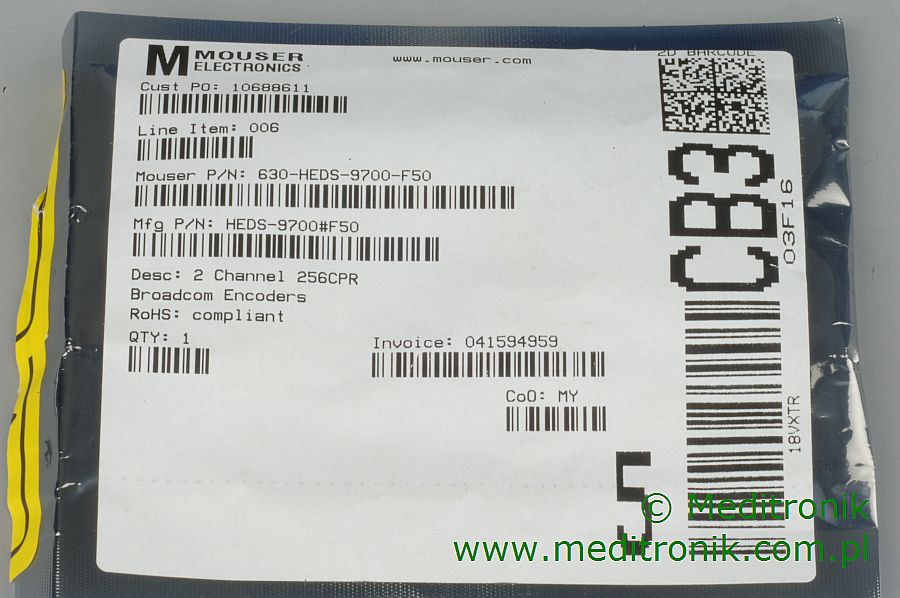 MOUSER
ELECTRONICS
www.mouser.com
2D BARCODE
Cust PO: 10688611
Line Item: 006
Mouser P/N: 630-HEDS-9700-F50
Mfg P/N: HEDS-9700#F50
Desc: 2 Channel 256CPR
Broadcom Encoders
RoHS: compliant
QTY: 1
Invoice: 041594959
CoO: MY
CB3
03F16
18VXTR
5
© Meditronik
www.meditronik.com.pl